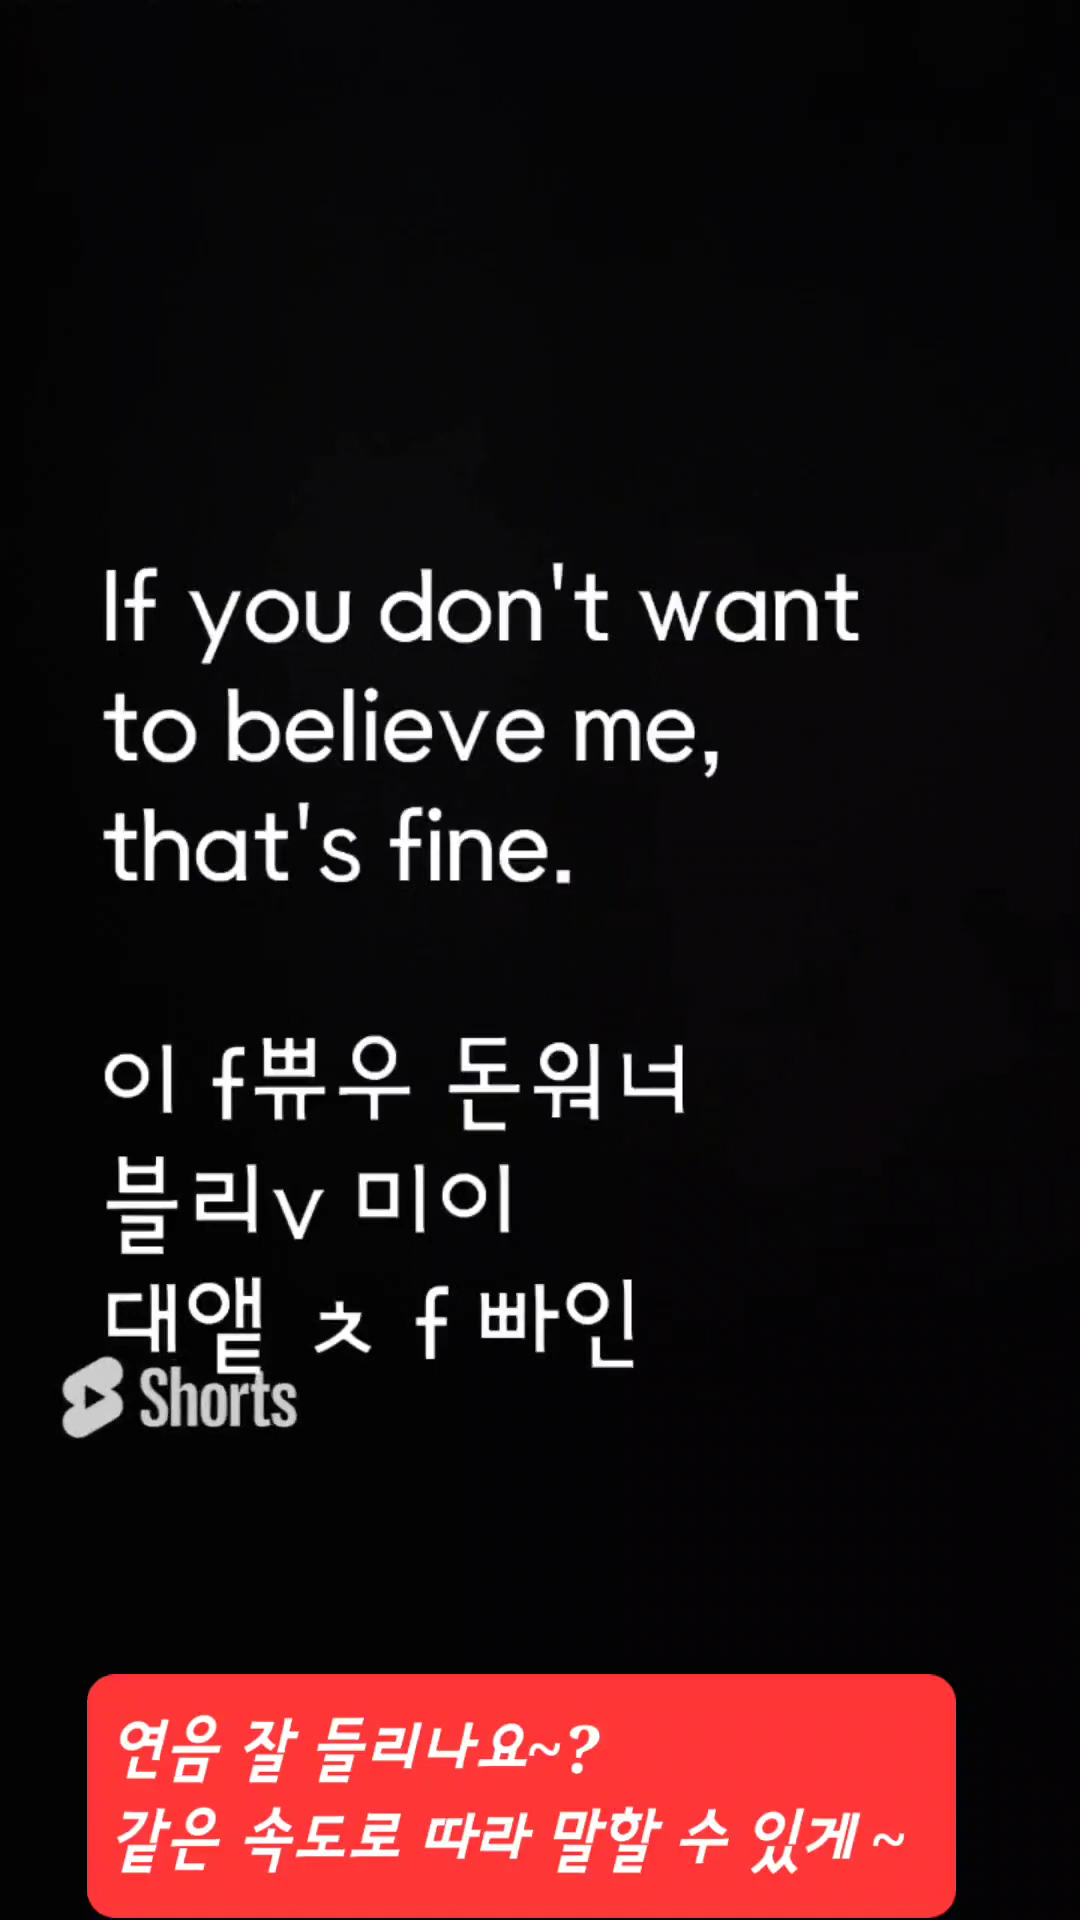 If you don't want
to believe me,
that's fine.
이 f쀼우 돈워너
블리v 미이
대앹 ㅊ f 빠인
Shorts
연음 잘 들리나요~?
같은 속도로 따라 말할 수 있게 ~